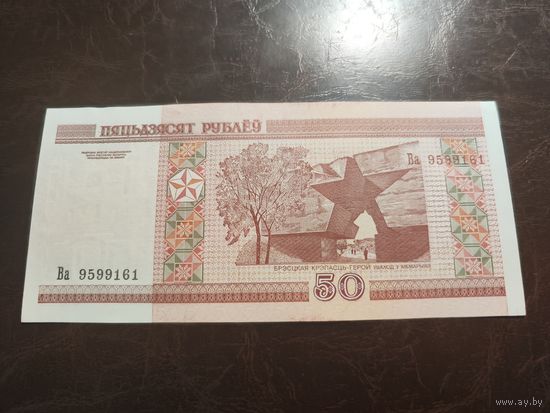 ПЯЦЬДЗЯСЯТ РУБЛЁЎ
Ва 9599161
Ва 9599161
БРЭСЦКАЯ КРЭПАСЦЬ-ГЕРОЙ УВАХОД У МЕМАРЫЯЛ
50
www.ay.by